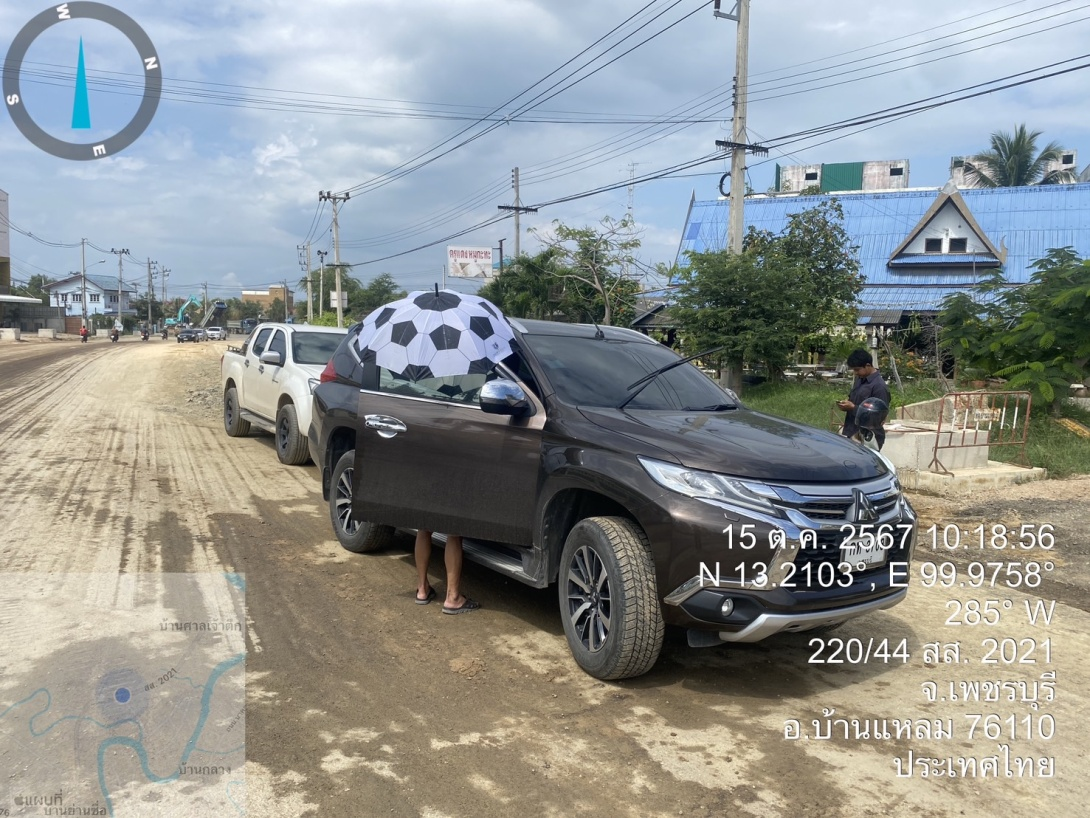 W
N
S
E
15 ต.ค. 2567 10:18:56
N 13.2103°, E 99.9758°
285° W
220/44 สส. 2021
จ.เพชรบุรี
อ.บ้านแหลม 76110
ประเทศไทย
บ้านศาลเจ้าตึก
สส. 2021
บ้านกลาง
แผนที่